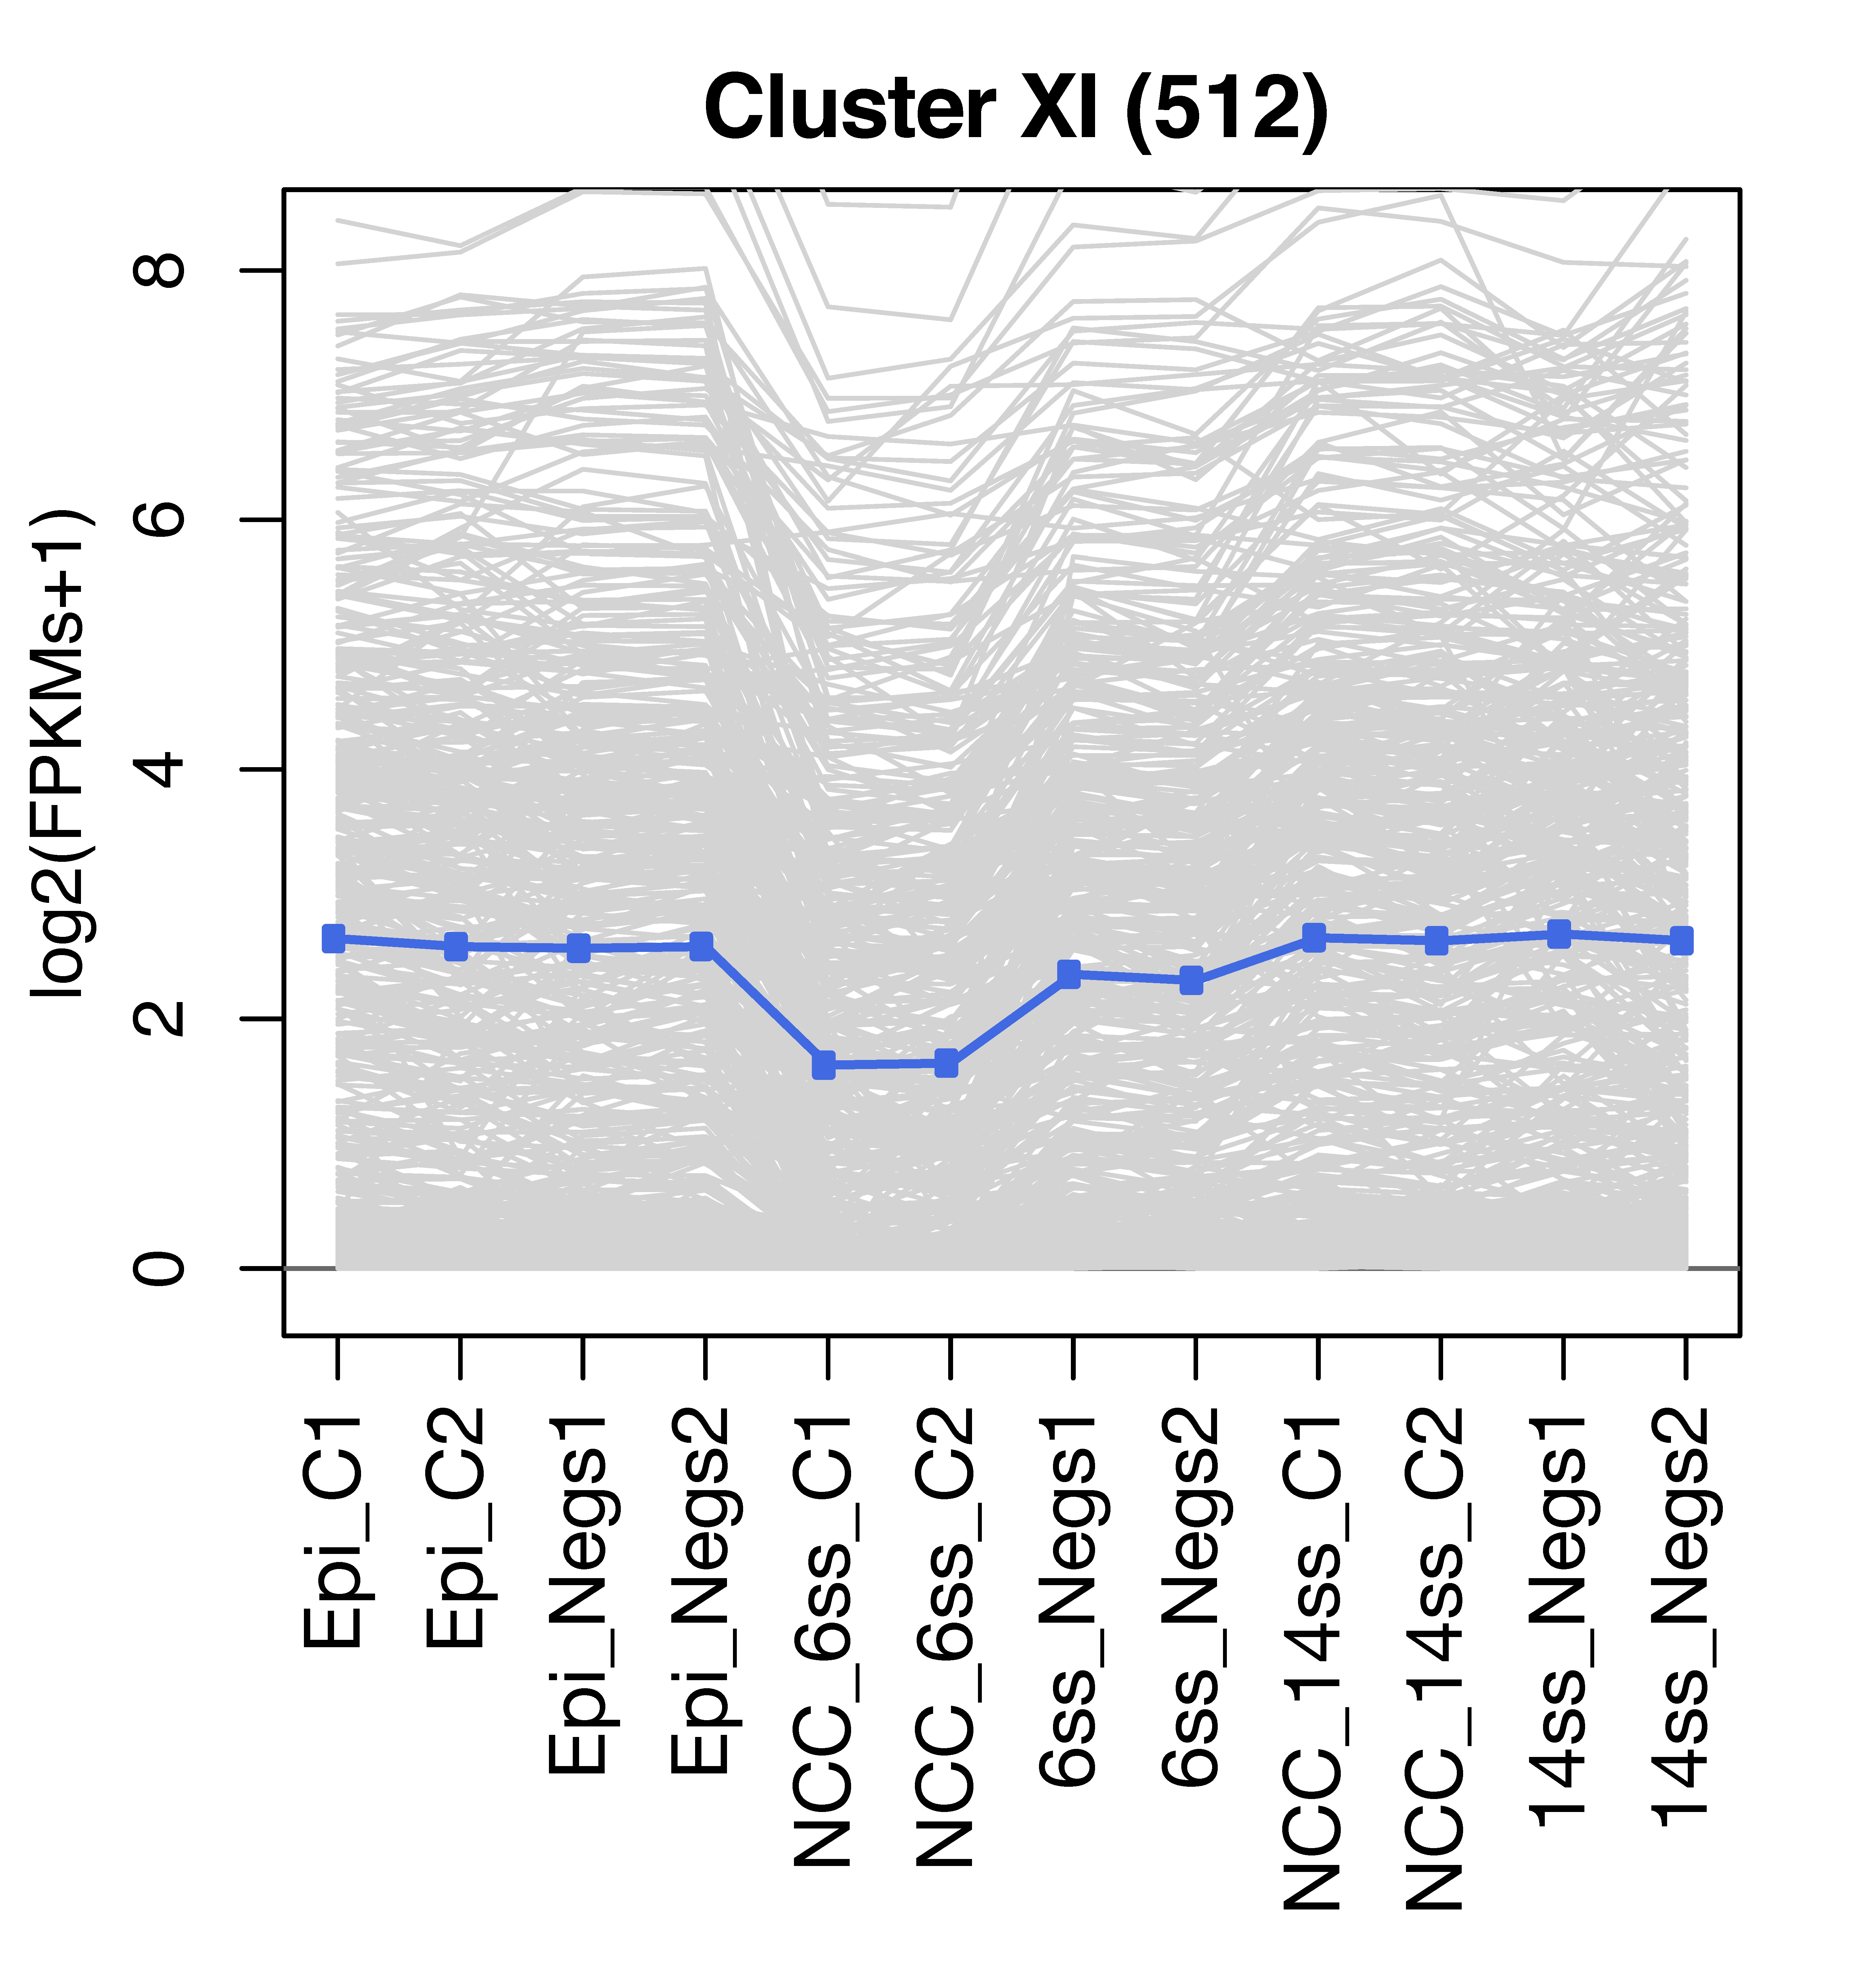 Cluster XI (512)
log2(FPKMs+1)
8
6
4
2
0
Epi_C1
Epi_C2
Epi_Negs1
Epi_Negs2
NCC_6ss_C1
NCC_6ss_C2
6ss_Negs1
6ss_Negs2
NCC_14ss_C1
NCC_14ss_C2
14ss_Negs1
14ss_Negs2